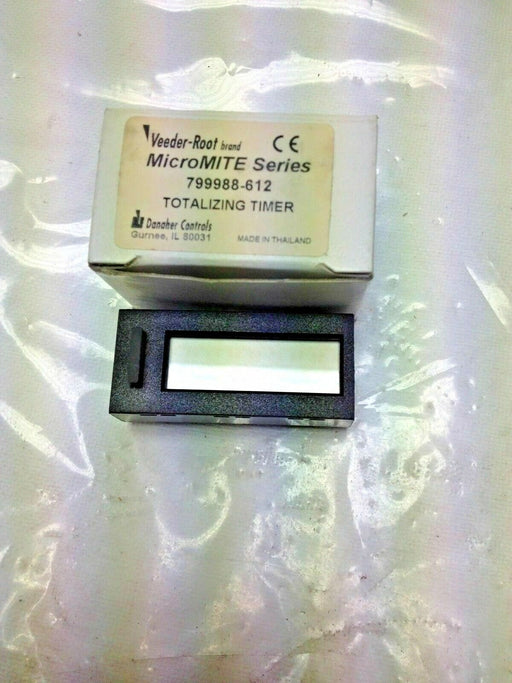 Veeder-Root brand CE
MicroMITE Series
799988-612
TOTALIZING TIMER
Danaher Controls
Gurnee, IL 60031 MADE IN THAILAND